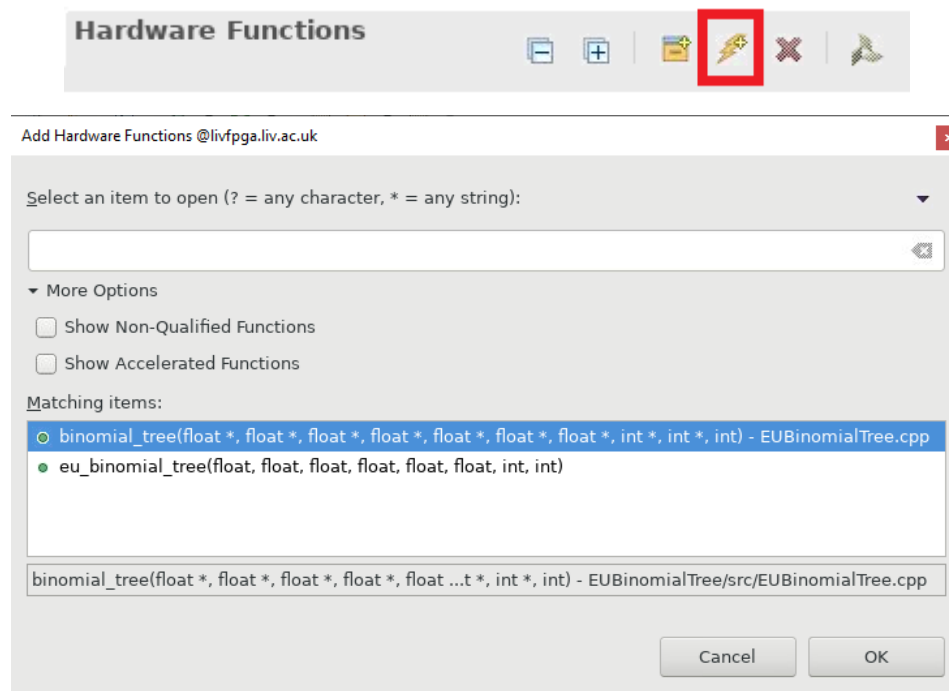 Hardware Functions
Add Hardware Functions @livfpga.liv.ac.uk
Select an item to open (? = any character, * = any string):
More Options
Show Non-Qualified Functions
Show Accelerated Functions
Matching items:
binomial_tree(float *, float *, float *, float *, float *, float *, float *, int *, int *, int) - EUBinomialTree.cpp
eu_binomial_tree(float, float, float, float, float, float, int, int)
binomial_tree(float *, float *, float *, float *, float ...t *, int *, int) - EUBinomialTree/src/EUBinomialTree.cpp
Cancel OK